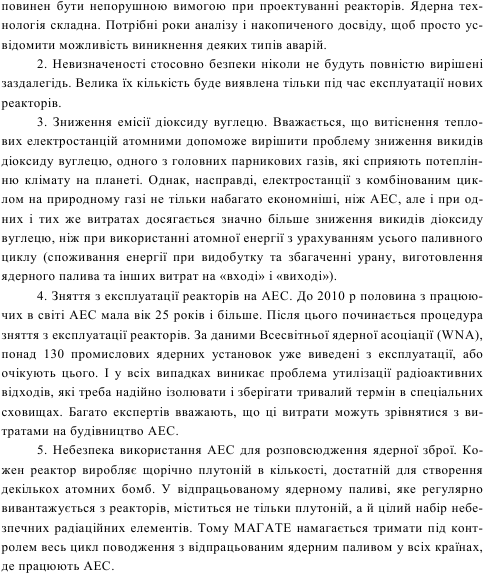 повинен бути непорушною вимогою при проектуванні реакторів. Ядерна тех-
нологія складна. Потрібні роки аналізу і накопиченого досвіду, щоб просто ус-
відомити можливість виникнення деяких типів аварій.
2. Невизначеності стосовно безпеки ніколи не будуть повністю вирішені
заздалегідь. Велика їх кількість буде виявлена тільки під час експлуатації нових
реакторів.
3. Зниження емісії діоксиду вуглецю. Вважається, що витіснення тепло-
вих електростанцій атомними допоможе вирішити проблему зниження викидів
діоксиду вуглецю, одного з головних парникових газів, які сприяють потеплін-
ню клімату на планеті. Однак, насправді, електростанції з комбінованим цик-
лом на природному газі не тільки набагато економніші, ніж АЕС, але і при од-
них і тих же витратах досягається значно більше зниження викидів діоксиду
вуглецю, ніж при використанні атомної енергії з урахуванням усього паливного
циклу (споживання енергії при видобутку та збагаченні урану, виготовлення
ядерного палива та інших витрат на «вході» і «виході»).
4. Зняття з експлуатації реакторів на АЕС. До 2010 р половина з працюю-
чих в світі АЕС мала вік 25 років і більше. Після цього починається процедура
зняття з експлуатації реакторів. За даними Всесвітньої ядерної асоціації (WNA),
понад 130 промислових ядерних установок уже виведені з експлуатації, або
очікують цього. І у всіх випадках виникає проблема утилізації радіоактивних
відходів, які треба надійно ізолювати і зберігати тривалий термін в спеціальних
сховищах. Багато експертів вважають, що ці витрати можуть зрівнятися з ви-
тратами на будівництво АЕС.
5. Небезпека використання АЕС для розповсюдження ядерної зброї. Ко-
жен реактор виробляє щорічно плутоній в кількості, достатній для створення
декількох атомних бомб. У відпрацьованому ядерному паливі, яке регулярно
вивантажується з реакторів, міститься не тільки плутоній, а й цілий набір небе-
зпечних радіаційних елементів. Тому МАГАТЕ намагається тримати під конт-
ролем весь цикл поводження з відпрацьованим ядерним паливом у всіх країнах,
де працюють АЕС.